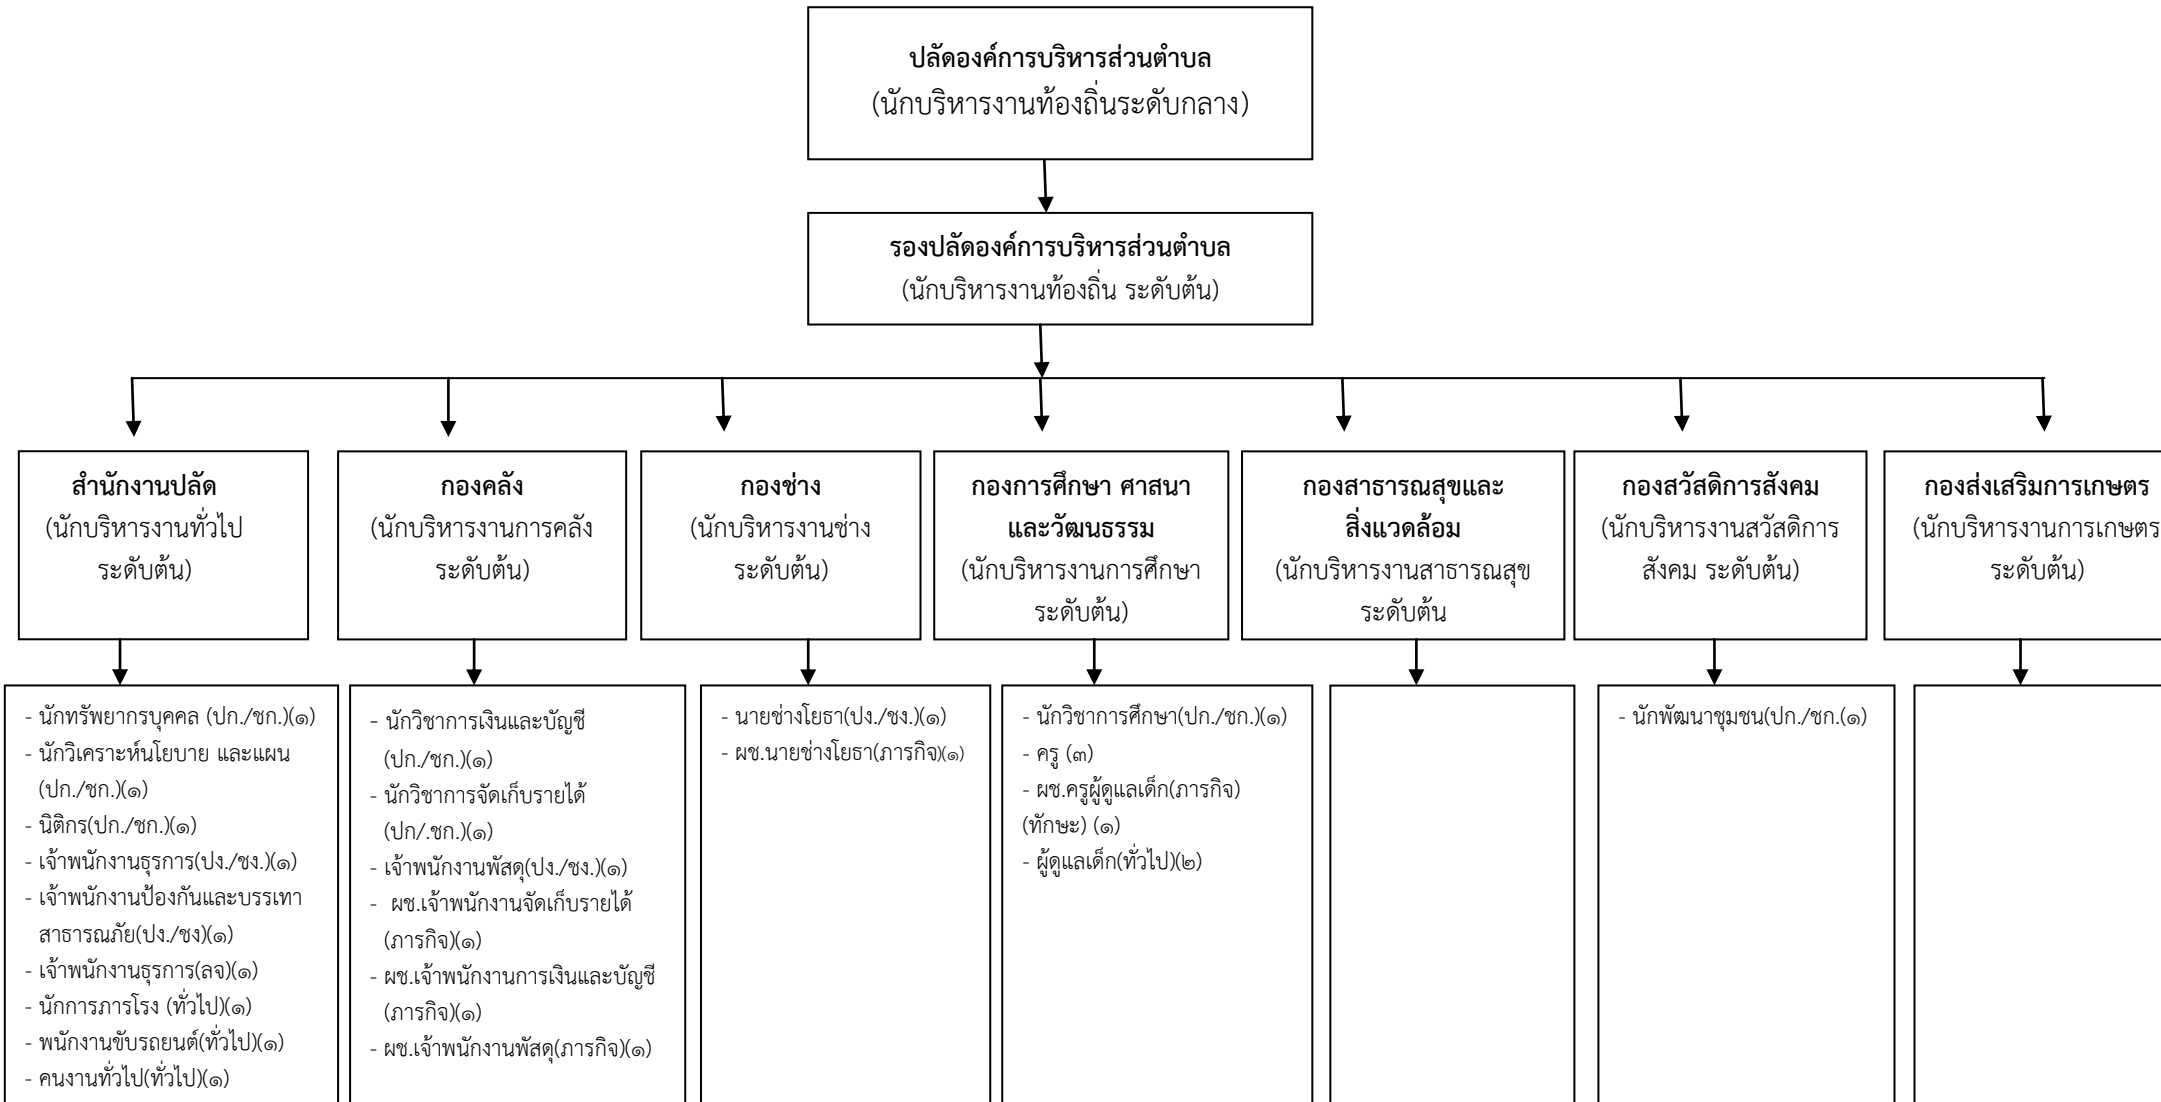 ปลัดองค์การบริหารส่วนตำบล
(นักบริหารงานท้องถิ่นระดับกลาง)
รองปลัดองค์การบริหารส่วนตำบล
(นักบริหารงานท้องถิ่น ระดับต้น)
สำนักงานปลัด
(นักบริหารงานทั่วไป
ระดับต้น)
กองคลัง
(นักบริหารงานการคลัง
ระดับต้น)
กองช่าง
(นักบริหารงานช่าง
ระดับต้น)
กองการศึกษา ศาสนา
และวัฒนธรรม
(นักบริหารงานการศึกษา
ระดับต้น)
กองสาธารณสุขและ
สิ่งแวดล้อม
(นักบริหารงานสาธารณสุข
ระดับต้น
กองสวัสดิการสังคม
(นักบริหารงานสวัสดิการ
สังคม ระดับต้น)
กองส่งเสริมการเกษตร
(นักบริหารงานการเกษตร
ระดับต้น)
- นักทรัพยากรบุคคล (ปก./ชก.)(๑)
- นักวิเคราะห์นโยบาย และแผน
(ปก./ชก.)(๑)
- นิติกร(ปก./ชก.)(๑)
- เจ้าพนักงานธุรการ(ปง./ชง.)(๑)
- เจ้าพนักงานป้องกันและบรรเทา
สาธารณภัย(ปง./ชง)(๑)
- เจ้าพนักงานธุรการ(ลจ)(๑)
- นักการภารโรง (ทั่วไป)(๑)
- พนักงานขับรถยนต์(ทั่วไป)(๑)
- คนงานทั่วไป(ทั่วไป)(๑)
- นักวิชาการเงินและบัญชี
(ปก./ชก.)(๑)
- นักวิชาการจัดเก็บรายได้
(ปก/.ชก.)(๑)
- เจ้าพนักงานพัสดุ(ปง./ชง.)(๑)
- ผช.เจ้าพนักงานจัดเก็บรายได้
(ภารกิจ)(๑)
- ผช.เจ้าพนักงานการเงินและบัญชี
(ภารกิจ)(๑)
- ผช.เจ้าพนักงานพัสดุ(ภารกิจ)(๑)
- นายช่างโยธา(ปง./ชง.)(๑)
- ผช.นายช่างโยธา(ภารกิจ)(๑)
- นักวิชาการศึกษา(ปก./ชก.)(๑)
- ครู (๓)
- ผช.ครูผู้ดูแลเด็ก(ภารกิจ)
(ทักษะ) (๑)
- ผู้ดูแลเด็ก(ทั่วไป)(๒)
- นักพัฒนาชุมชน(ปก./ชก.(๑)